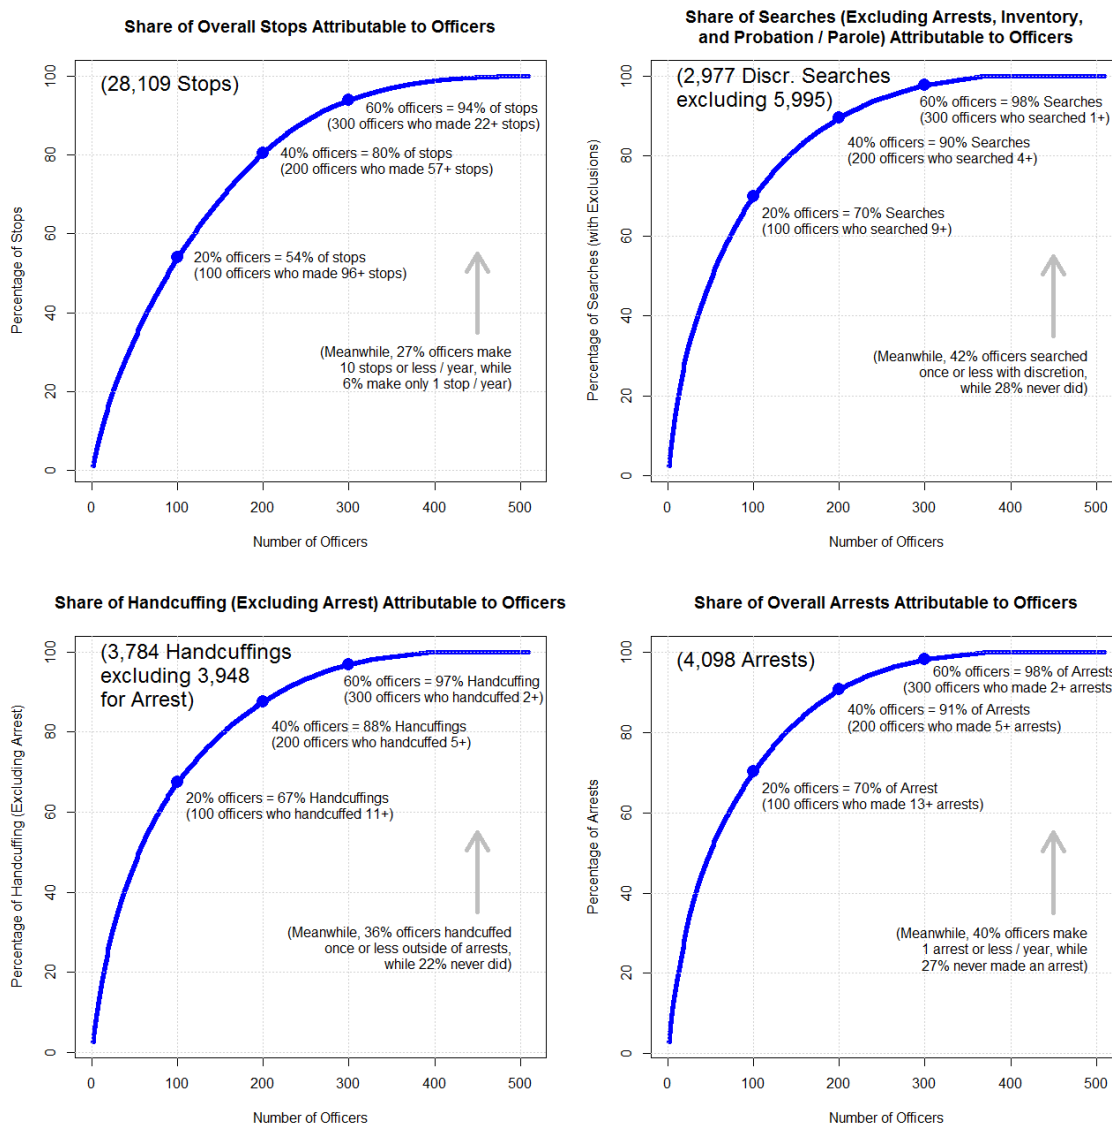 Share of Overall Stops Attributable to Officers
(28,109 Stops)
60% officers = 94% of stops
(300 officers who made 22+ stops)
40% officers = 80% of stops
(200 officers who made 57+ stops)
20% officers = 54% of stops
(100 officers who made 96+ stops)
(Meanwhile, 27% officers make
10 stops or less / year, while
6% make only 1 stop / year)
Percentage of Stops
0 20 40 60 80 100
0 100 200 300 400 500
Number of Officers
Share of Searches (Excluding Arrests, Inventory,
and Probation / Parole) Attributable to Officers
(2,977 Discr. Searches
excluding 5,995)
60% officers = 98% Searches
(300 officers who searched 1+)
40% officers = 90% Searches
(200 officers who searched 4+)
20% officers = 70% Searches
(100 officers who searched 9+)
(Meanwhile, 42% officers searched
once or less with discretion,
while 28% never did)
Percentage of Searches (with Exclusions)
0 20 40 60 80 100
0 100 200 300 400 500
Number of Officers
Share of Handcuffing (Excluding Arrest) Attributable to Officers
(3,784 Handcuffings
excluding 3,948
for Arrest)
60% officers = 97% Handcuffing
(300 officers who handcuffed 2+)
40% officers = 88% Hancuffings
(200 officers who handcuffed 5+)
20% officers = 67% Handcuffings
(100 officers who handcuffed 11+)
(Meanwhile, 36% officers handcuffed
once or less outside of arrests,
while 22% never did)
Percentage of Handcuffing (Excluding Arrest)
0 20 40 60 80 100
0 100 200 300 400 500
Number of Officers
Share of Overall Arrests Attributable to Officers
(4,098 Arrests)
60% officers = 98% of Arrests
(300 officers who made 2+ arrests
40% officers = 91% of Arrests
(200 officers who made 5+ arrests)
20% officers = 70% of Arrest
(100 officers who made 13+ arrests)
(Meanwhile, 40% officers make
1 arrest or less / year, while
27% never made an arrest)
Percentage of Arrests
0 20 40 60 80 100
0 100 200 300 400 500
Number of Officers